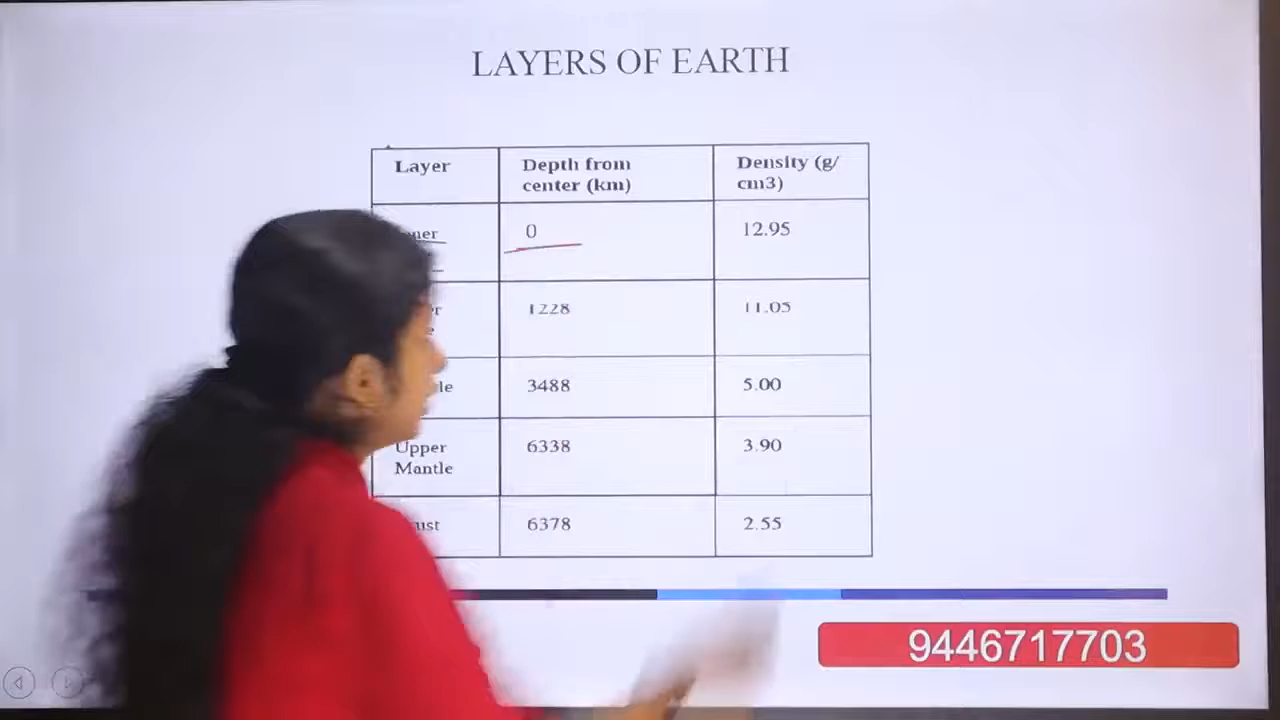 LAYERS OF EARTH
Layer
Depth from
center (km)
Density (g/
cm3)
0
12.95
1228
11.05
3488
5.00
Upper
Mantle
6338
3.90
6378
2.55
9446717703